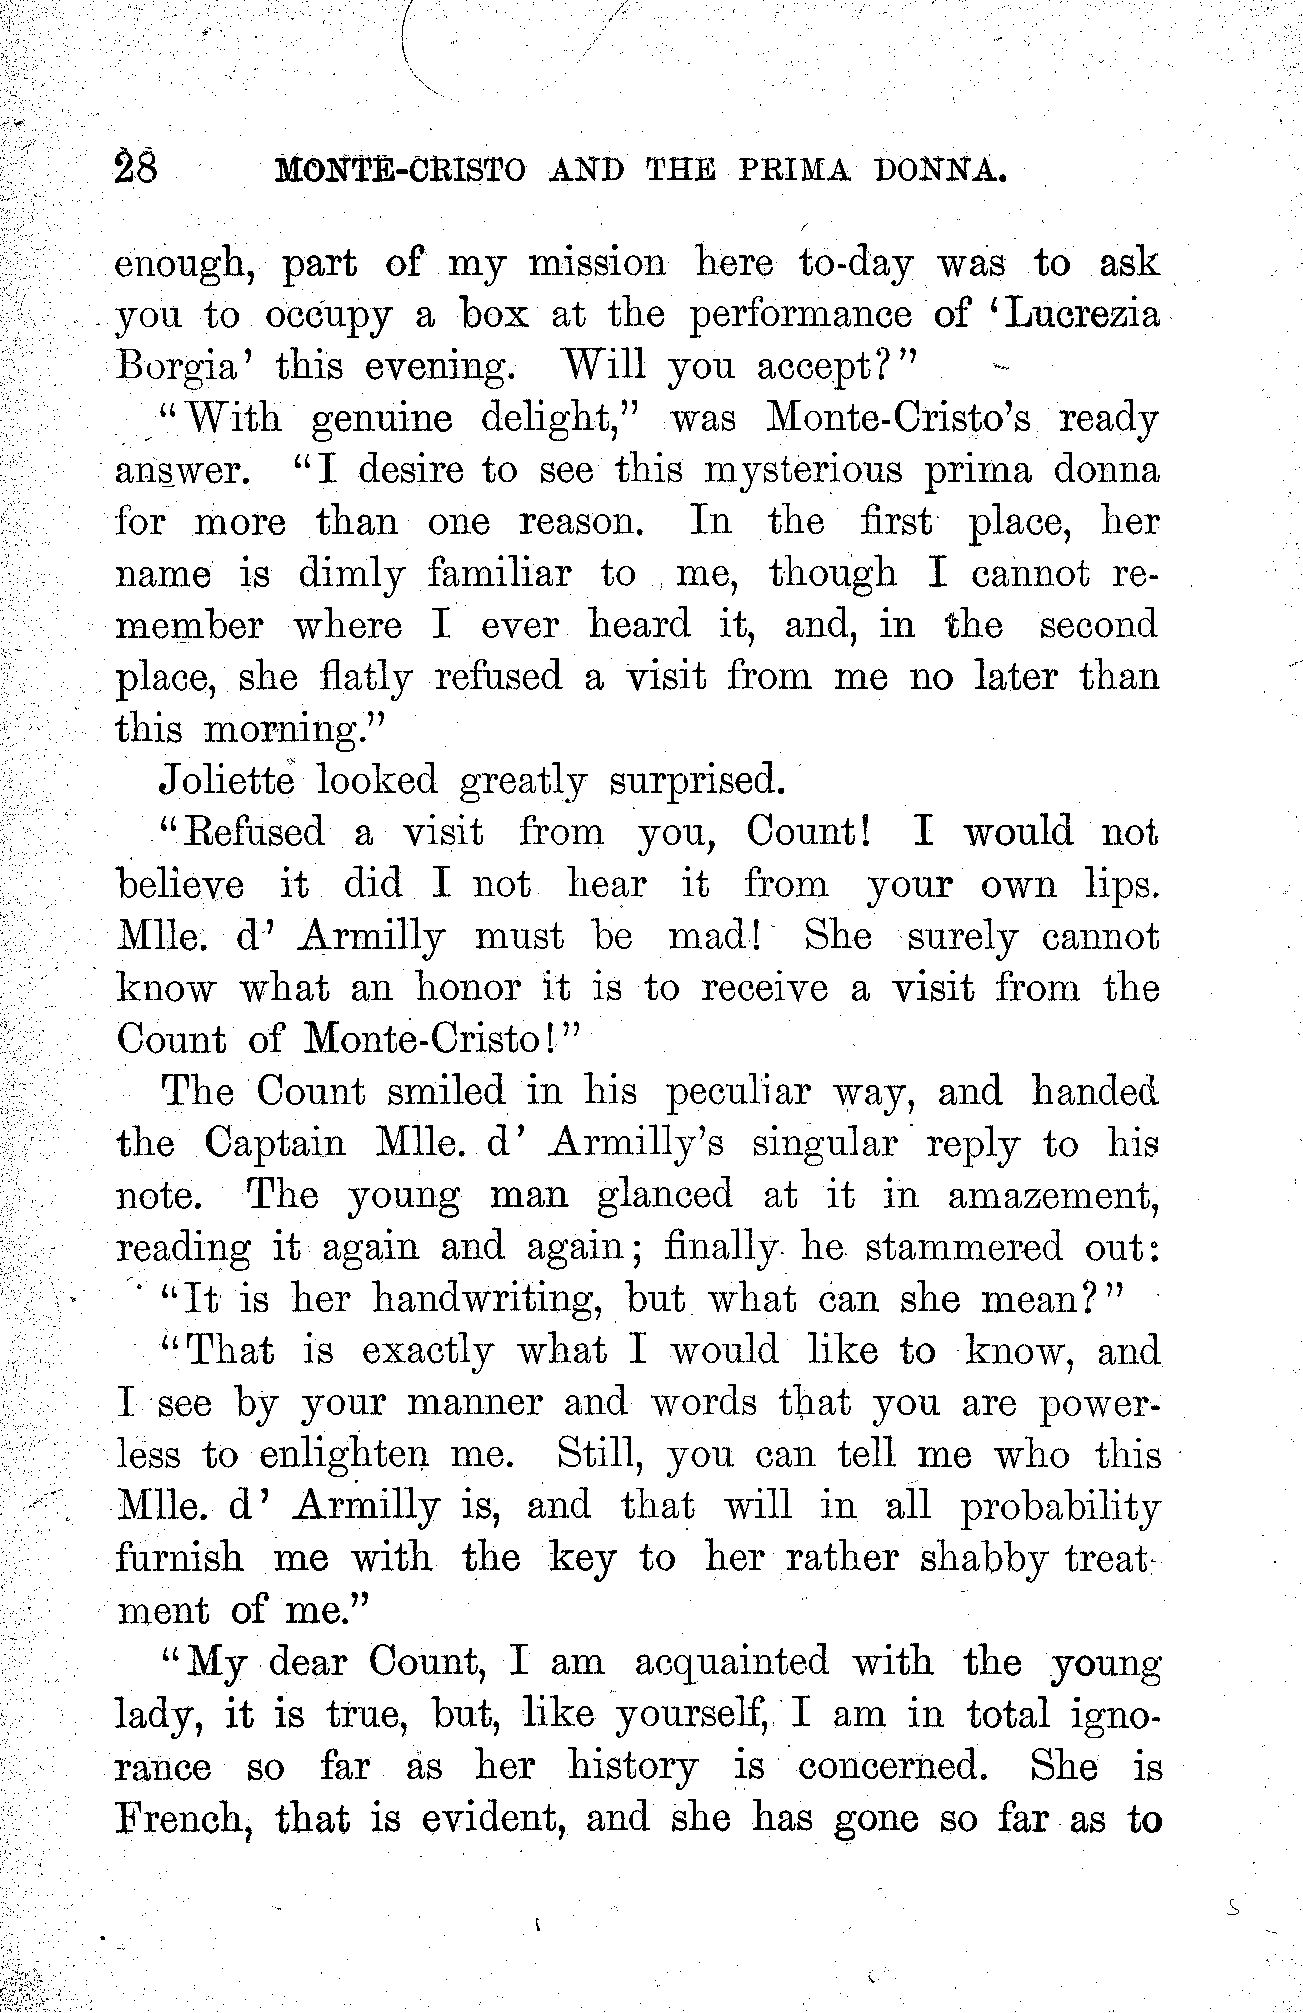 28 MONTE-CRISTO AND THE PRIMA DONNA.
enough, part of my mission here to-day was to ask
you to occupy a box at the performance of ‘Lucrezia
Borgia’ this evening. Will you accept?”
“With genuine delight,” was Monte-Cristo’s ready
answer. “I desire to see this mysterious prima donna
for more than one reason. In the first place, her
name is dimly familiar to me, though I cannot re-
member where I ever heard it, and, in the second
place, she flatly refused a visit from me no later than
this morning.”
Joliette looked greatly surprised.
“Refused a visit from you, Count! I would not
believe it did I not hear it from your own lips.
Mlle. d’ Armilly must be mad! She surely cannot
know what an honor it is to receive a visit from the
Count of Monte-Cristo!”
The Count smiled in his peculiar way, and handed
the Captain Mlle. d’ Armilly’s singular reply to his
note. The young man glanced at it in amazement,
reading it again and again; finally he stammered out:
“It is her handwriting, but what can she mean?”
“That is exactly what I would like to know, and
I see by your manner and words that you are power-
less to enlighten me. Still, you can tell me who this
Mlle. d’ Armilly is, and that will in all probability
furnish me with the key to her rather shabby treat-
ment of me.”
“My dear Count, I am acquainted with the young
lady, it is true, but, like yourself, I am in total igno-
rance so far as her history is concerned. She is
French, that is evident, and she has gone so far as to